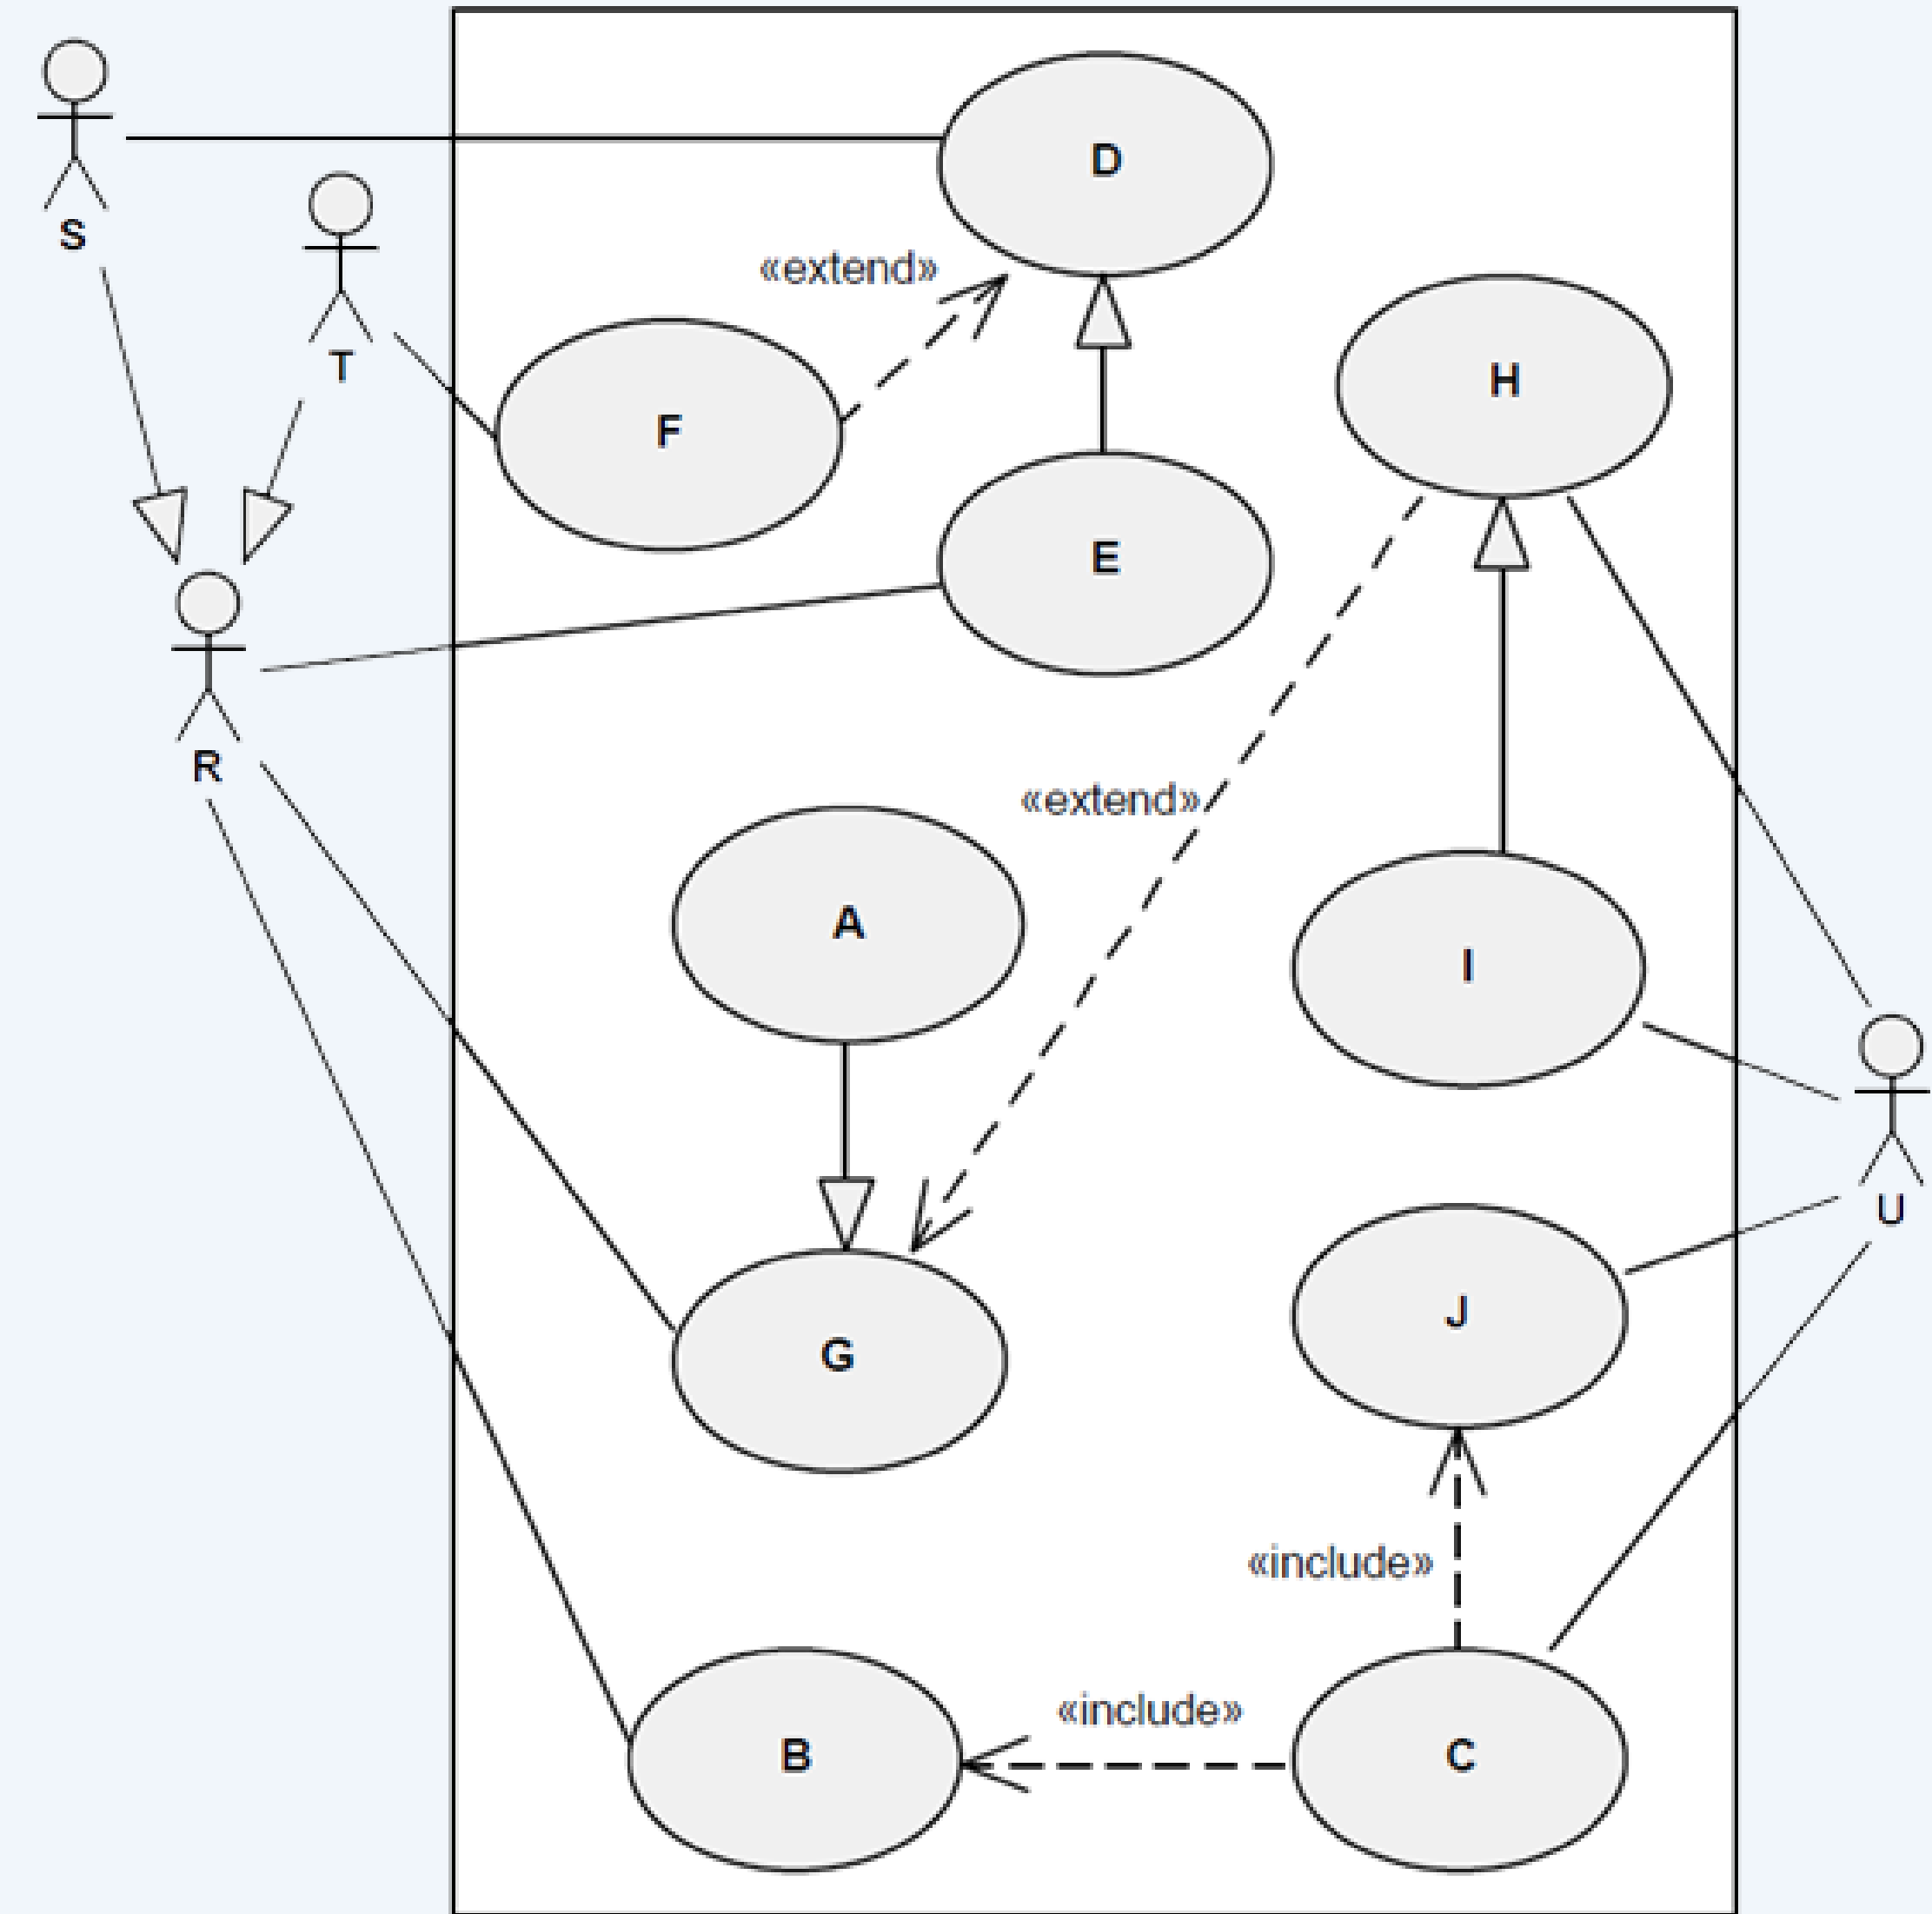 D
S
«extend»
T
H
F
E
R
«extend»
A
I
U
J
G
«include»
«include»
B
C